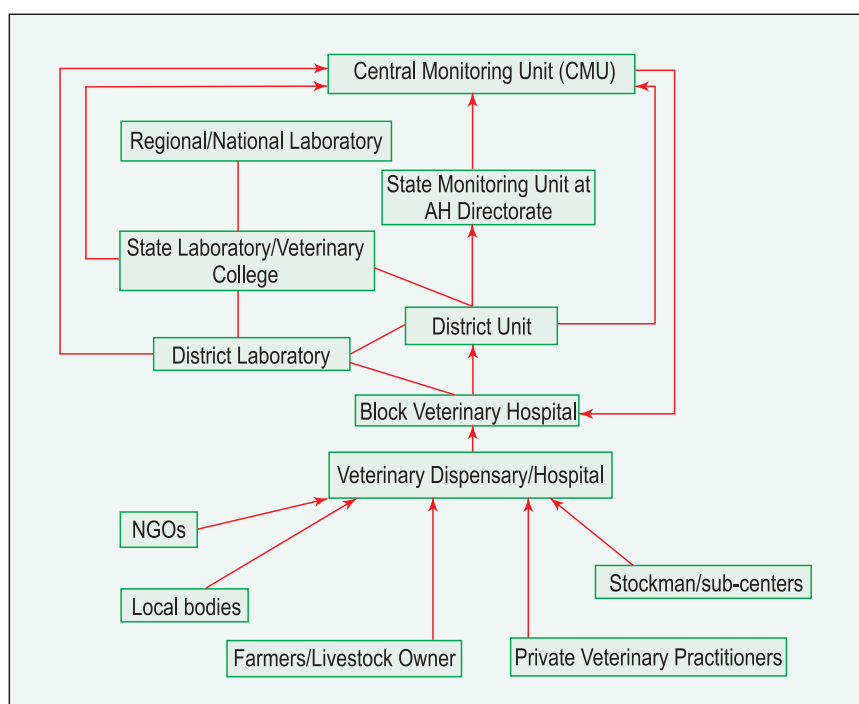 Central Monitoring Unit (CMU)
Regional/National Laboratory
State Monitoring Unit at
AH Directorate
State Laboratory/Veterinary
College
District Unit
District Laboratory
Block Veterinary Hospital
Veterinary Dispensary/Hospital
NGOs
Stockman/sub-centers
Local bodies
Farmers/Livestock Owner
Private Veterinary Practitioners